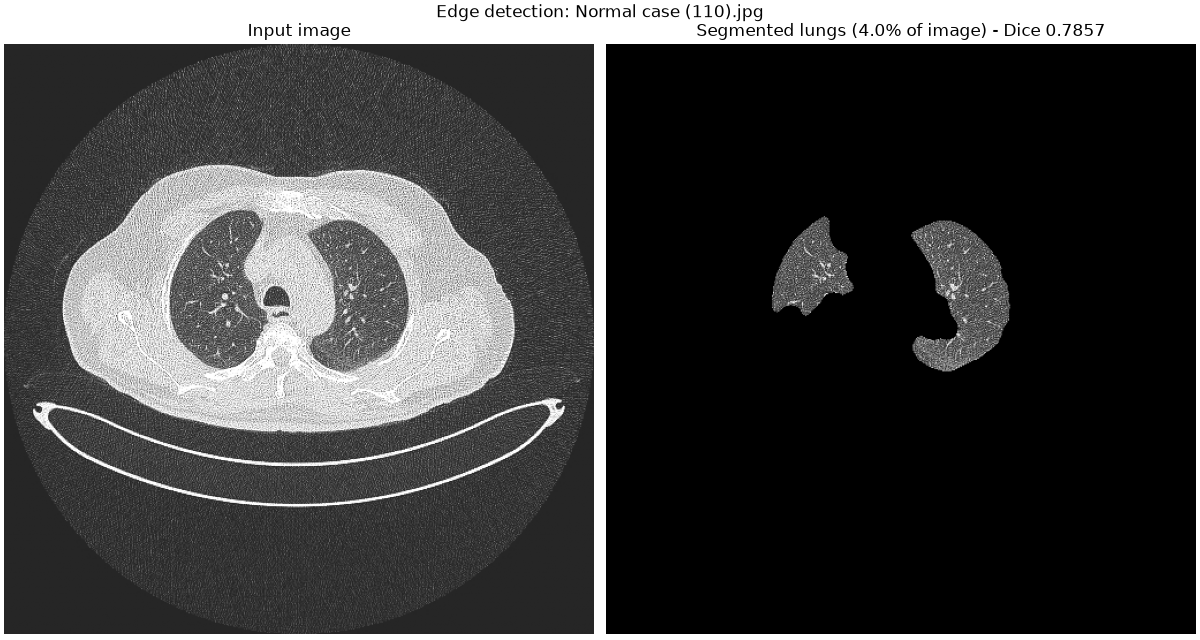 Edge detection: Normal case (110).jpg
Input image
Segmented lungs (4.0% of image) - Dice 0.7857